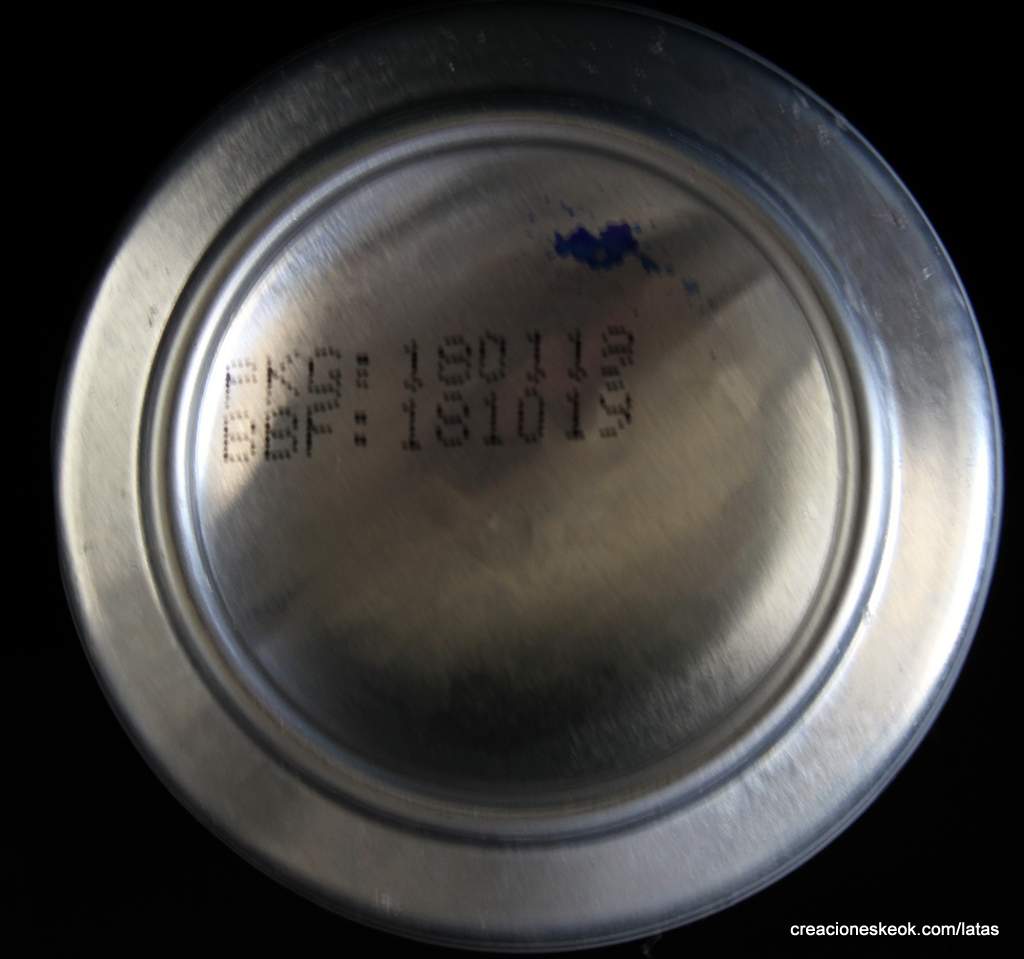 PKG: 180119
BBF: 181019
creacioneskeok.com/latas